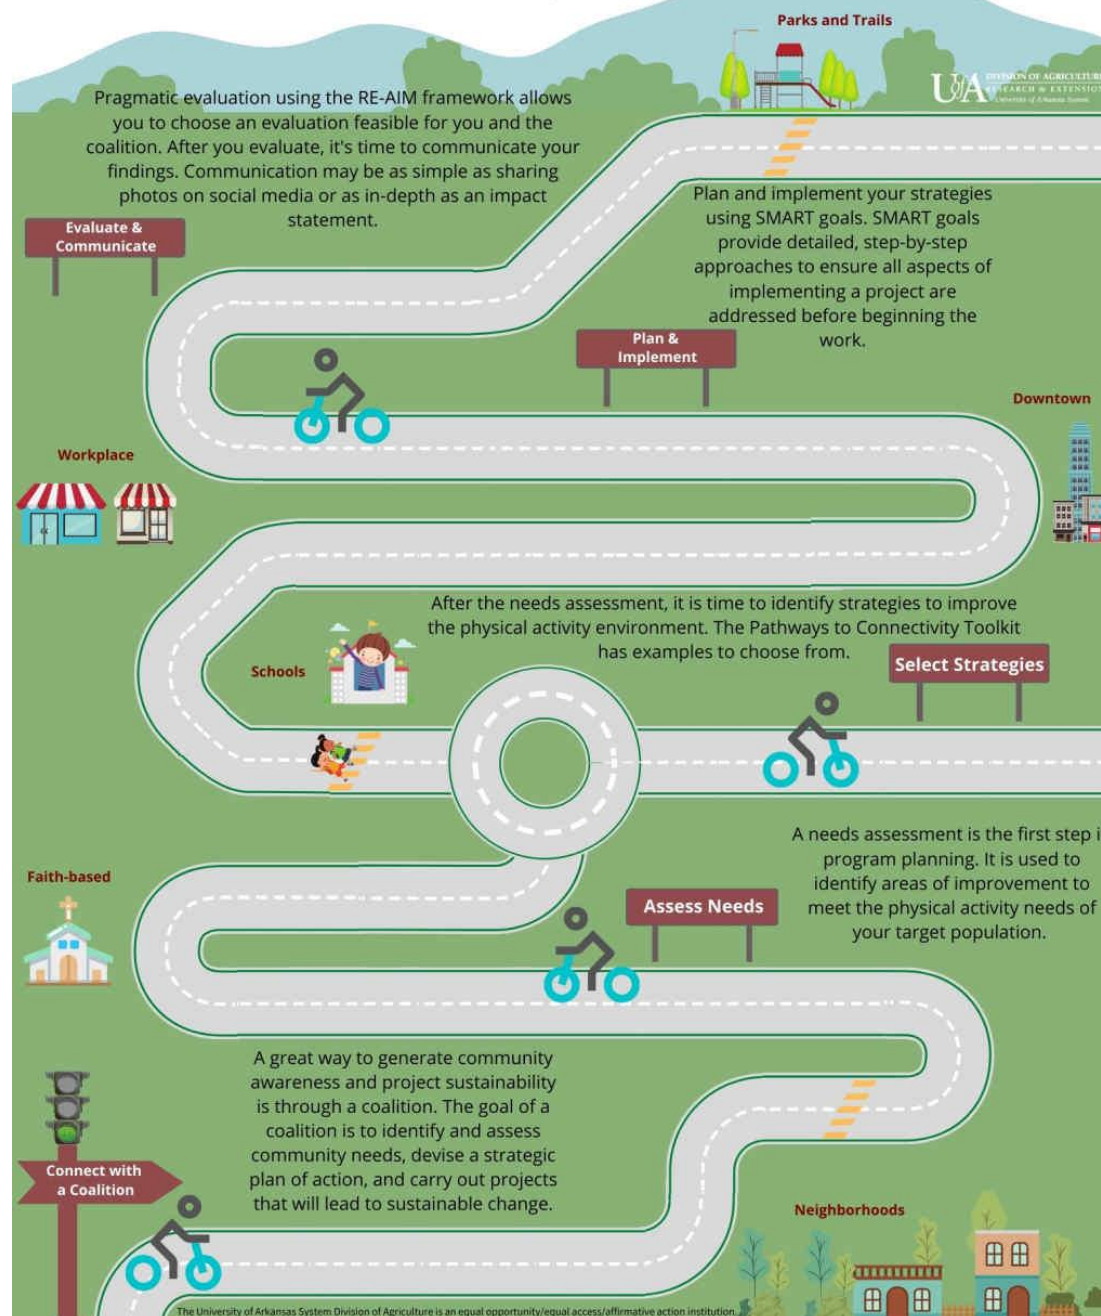 Parks and Trails
UA
DIVISION OF AGRICULTURE
RESEARCH & EXTENSION
University of Arkansas System
Pragmatic evaluation using the RE-AIM framework allows
you to choose an evaluation feasible for you and the
coalition. After you evaluate, it's time to communicate your
findings. Communication may be as simple as sharing
photos on social media or as in-depth as an impact
statement.
Evaluate &
Communicate
Plan and implement your strategies
using SMART goals. SMART goals
provide detailed, step-by-step
approaches to ensure all aspects of
implementing a project are
addressed before beginning the
work.
Plan &
Implement
Downtown
Workplace
After the needs assessment, it is time to identify strategies to improve
the physical activity environment. The Pathways to Connectivity Toolkit
has examples to choose from.
Select Strategies
Schools
A needs assessment is the first step i
program planning. It is used to
identify areas of improvement to
meet the physical activity needs of
your target population.
Faith-based
Assess Needs
A great way to generate community
awareness and project sustainability
is through a coalition. The goal of a
coalition is to identify and assess
community needs, devise a strategic
plan of action, and carry out projects
that will lead to sustainable change.
Connect with
a Coalition
Neighborhoods
The University of Arkansas System Division of Agriculture is an equal opportunity/equal access/affirmative action institution.